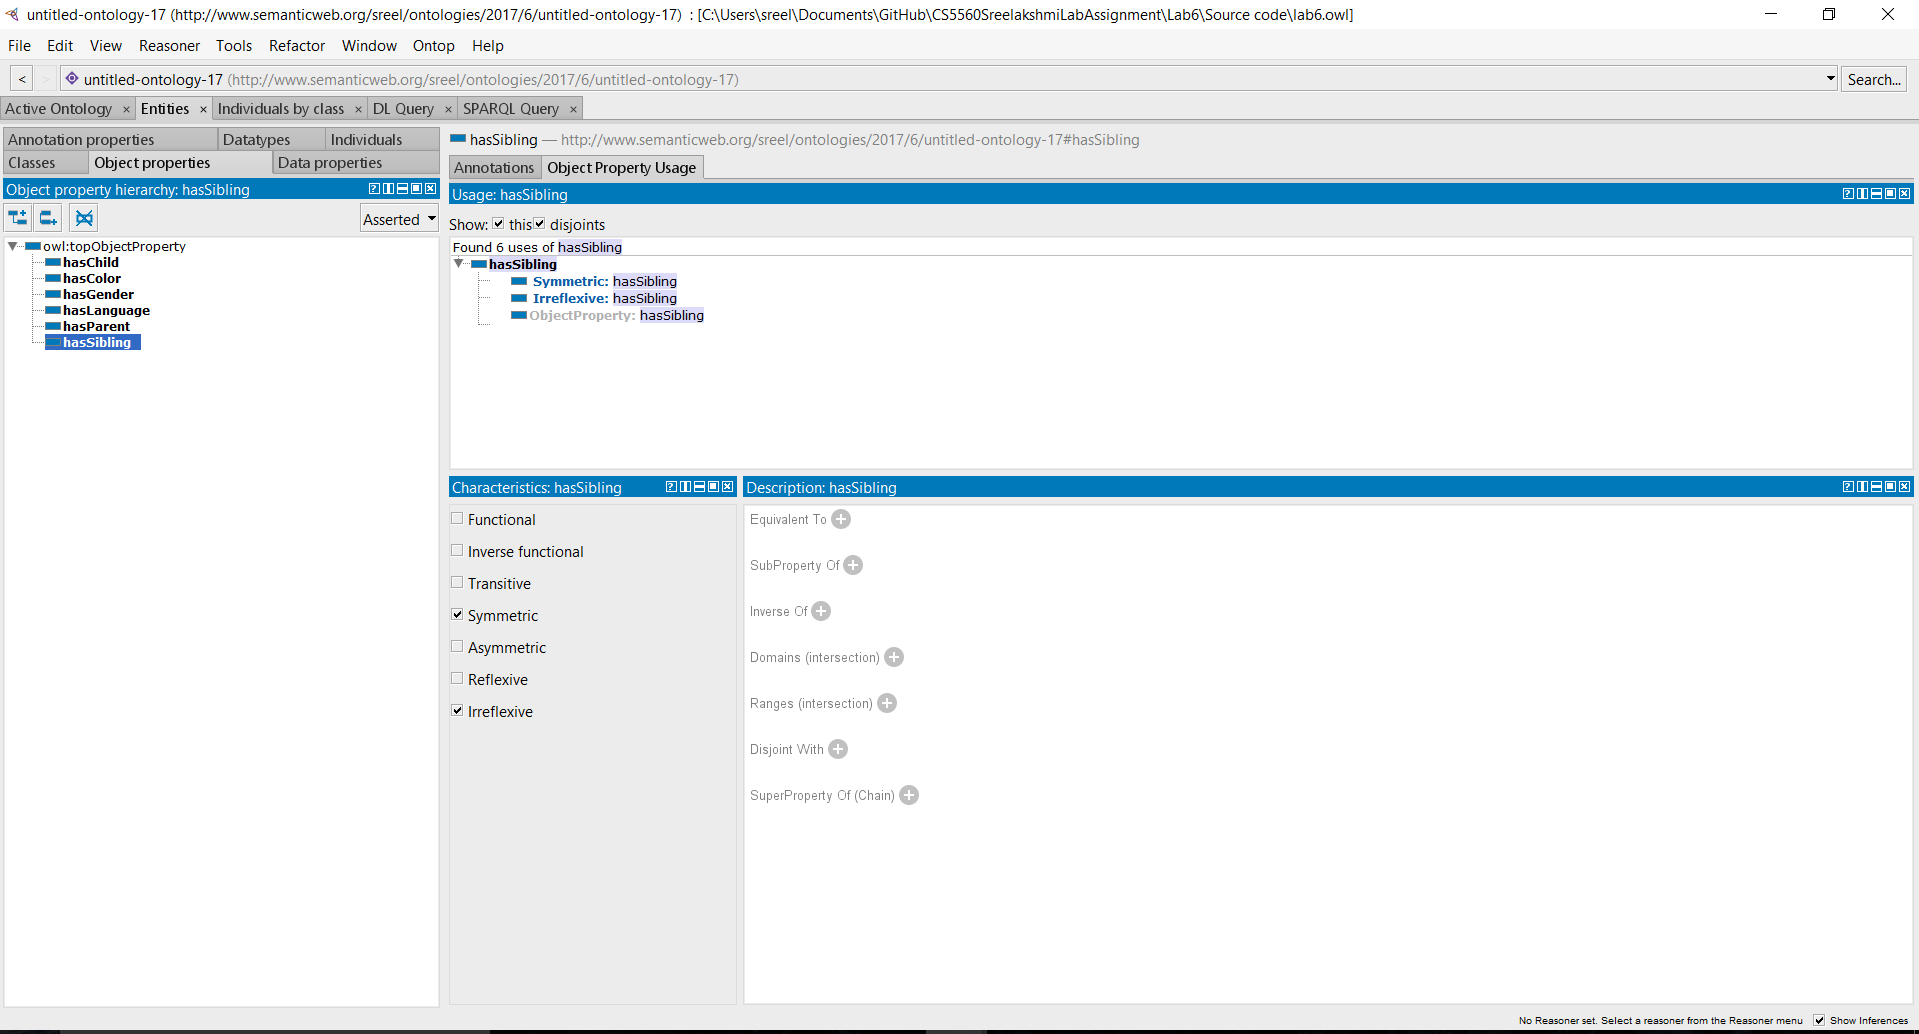 untitled-ontology-17 (http://www.semanticweb.org/sreel/ontologies/2017/6/untitled-ontology-17) : [C:\Users\sreel\Documents\GitHub\CS5560SreelakshmiLabAssignment\Lab6\Source code\lab6.owl]
File Edit View Reasoner Tools Refactor Window Ontop Help
< > untitled-ontology-17 (http://www.semanticweb.org/sreel/ontologies/2017/6/untitled-ontology-17) Search...
Active Ontology × Entities × Individuals by class × DL Query × SPARQL Query ×
Annotation properties Datatypes Individuals
Classes Object properties Data properties
Object property hierarchy: hasSibling
Asserted
owl:topObjectProperty
hasChild
hasColor
hasGender
hasLanguage
hasParent
hasSibling
hasSibling — http://www.semanticweb.org/sreel/ontologies/2017/6/untitled-ontology-17#hasSibling
Annotations Object Property Usage
Usage: hasSibling
Show: this disjoints
Found 6 uses of hasSibling
hasSibling
Symmetric: hasSibling
Irreflexive: hasSibling
ObjectProperty: hasSibling
Characteristics: hasSibling
Functional
Inverse functional
Transitive
Symmetric
Asymmetric
Reflexive
Irreflexive
Description: hasSibling
Equivalent To
SubProperty Of
Inverse Of
Domains (intersection)
Ranges (intersection)
Disjoint With
SuperProperty Of (Chain)
No Reasoner set. Select a reasoner from the Reasoner menu Show Inferences